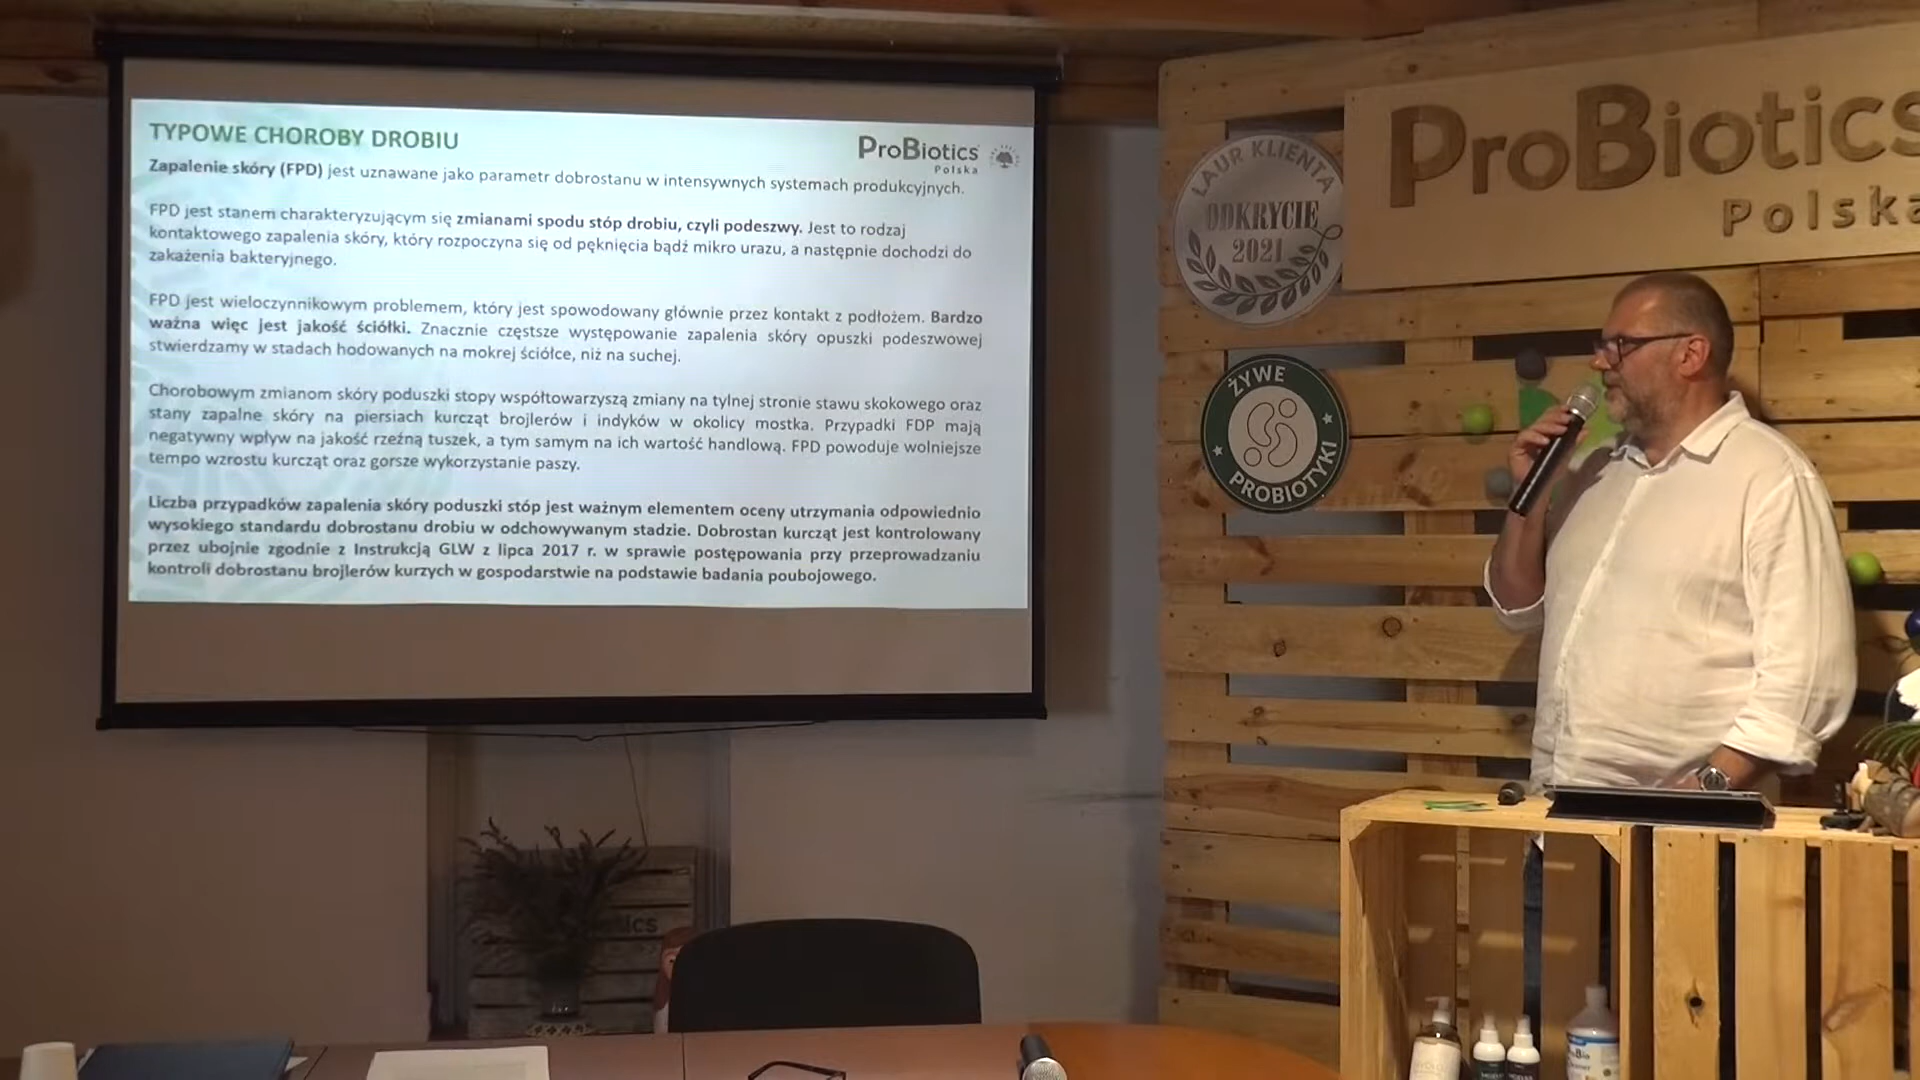 TYPOWE CHOROBY DROBIU
ProBiotics
Polska
Zapalenie skóry (FPD) jest uznawane jako parametr dobrostanu w intensywnych systemach produkcyjnych.
FPD jest stanem charakteryzującym się zmianami spodu stóp drobiu, czyli podeszwy. Jest to rodzaj
kontaktowego zapalenia skóry, który rozpoczyna się od pęknięcia bądź mikro urazu, a następnie dochodzi do
zakażenia bakteryjnego.
FPD jest wieloczynnikowym problemem, który jest spowodowany głównie przez kontakt z podłożem. Bardzo
ważna więc jest jakość ściółki. Znacznie częstsze występowanie zapalenia skóry opuszki podeszwowej
stwierdzamy w stadach hodowanych na mokrej ściółce, niż na suchej.
Chorobowym zmianom skóry poduszki stopy współtowarzyszą zmiany na tylnej stronie stawu skokowego oraz
stany zapalne skóry na piersiach kurcząt brojlerów i indyków w okolicy mostka. Przypadki FDP mają
negatywny wpływ na jakość rzeźną tuszek, a tym samym na ich wartość handlową. FPD powoduje wolniejsze
tempo wzrostu kurcząt oraz gorsze wykorzystanie paszy.
Liczba przypadków zapalenia skóry poduszki stóp jest ważnym elementem oceny utrzymania odpowiednio
wysokiego standardu dobrostanu drobiu w odchowywanym stadzie. Dobrostan kurcząt jest kontrolowany
przez ubojnie zgodnie z Instrukcją GLW z lipca 2017 r. w sprawie postępowania przy przeprowadzaniu
kontroli dobrostanu brojlerów kurzych w gospodarstwie na podstawie badania poubojowego.
LAUR KLIENTA
ODKRYCIE
2021
ProBiotics
Polska
ŻYWE
PROBIOTYKI